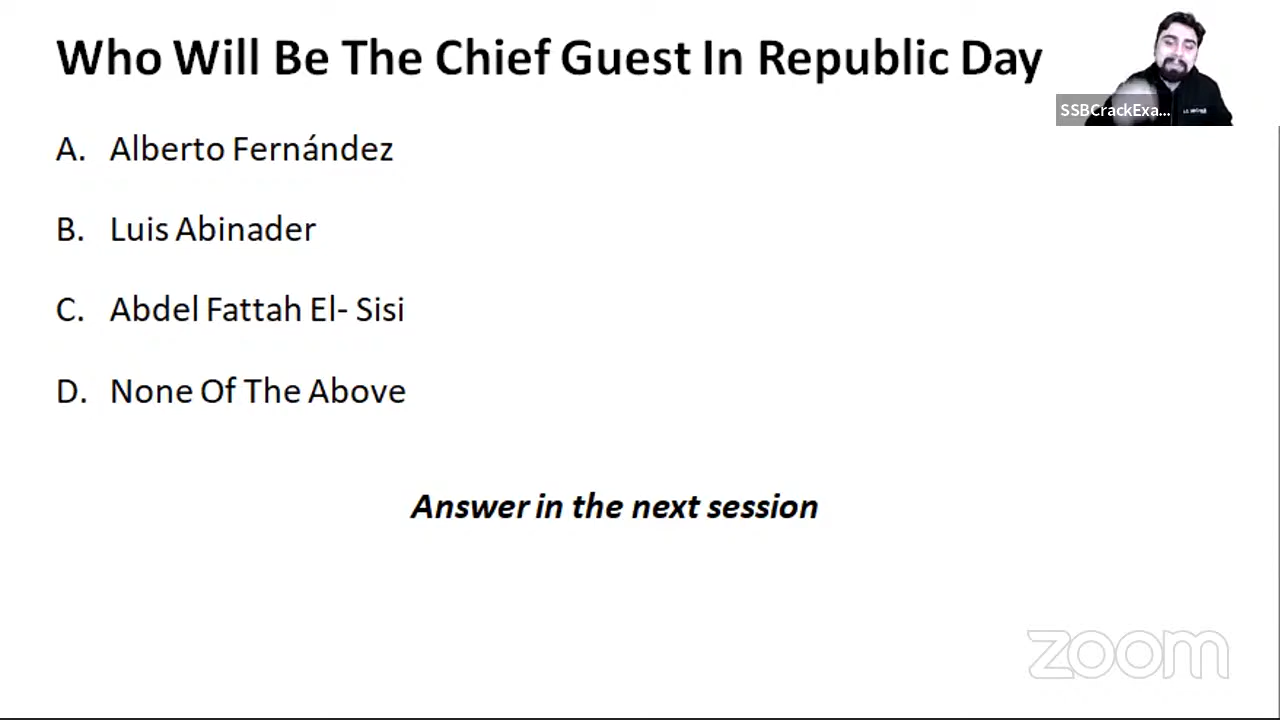 Who Will Be The Chief Guest In Republic Day
SSBCrackExa...
A. Alberto Fernández
B. Luis Abinader
C. Abdel Fattah El- Sisi
D. None Of The Above
Answer in the next session
zoom